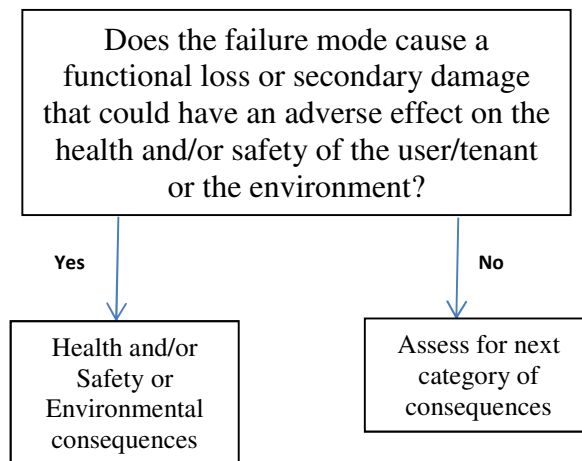 Does the failure mode cause a
functional loss or secondary damage
that could have an adverse effect on the
health and/or safety of the user/tenant
or the environment?
Yes
No
Health and/or
Safety or
Environmental
consequences
Assess for next
category of
consequences